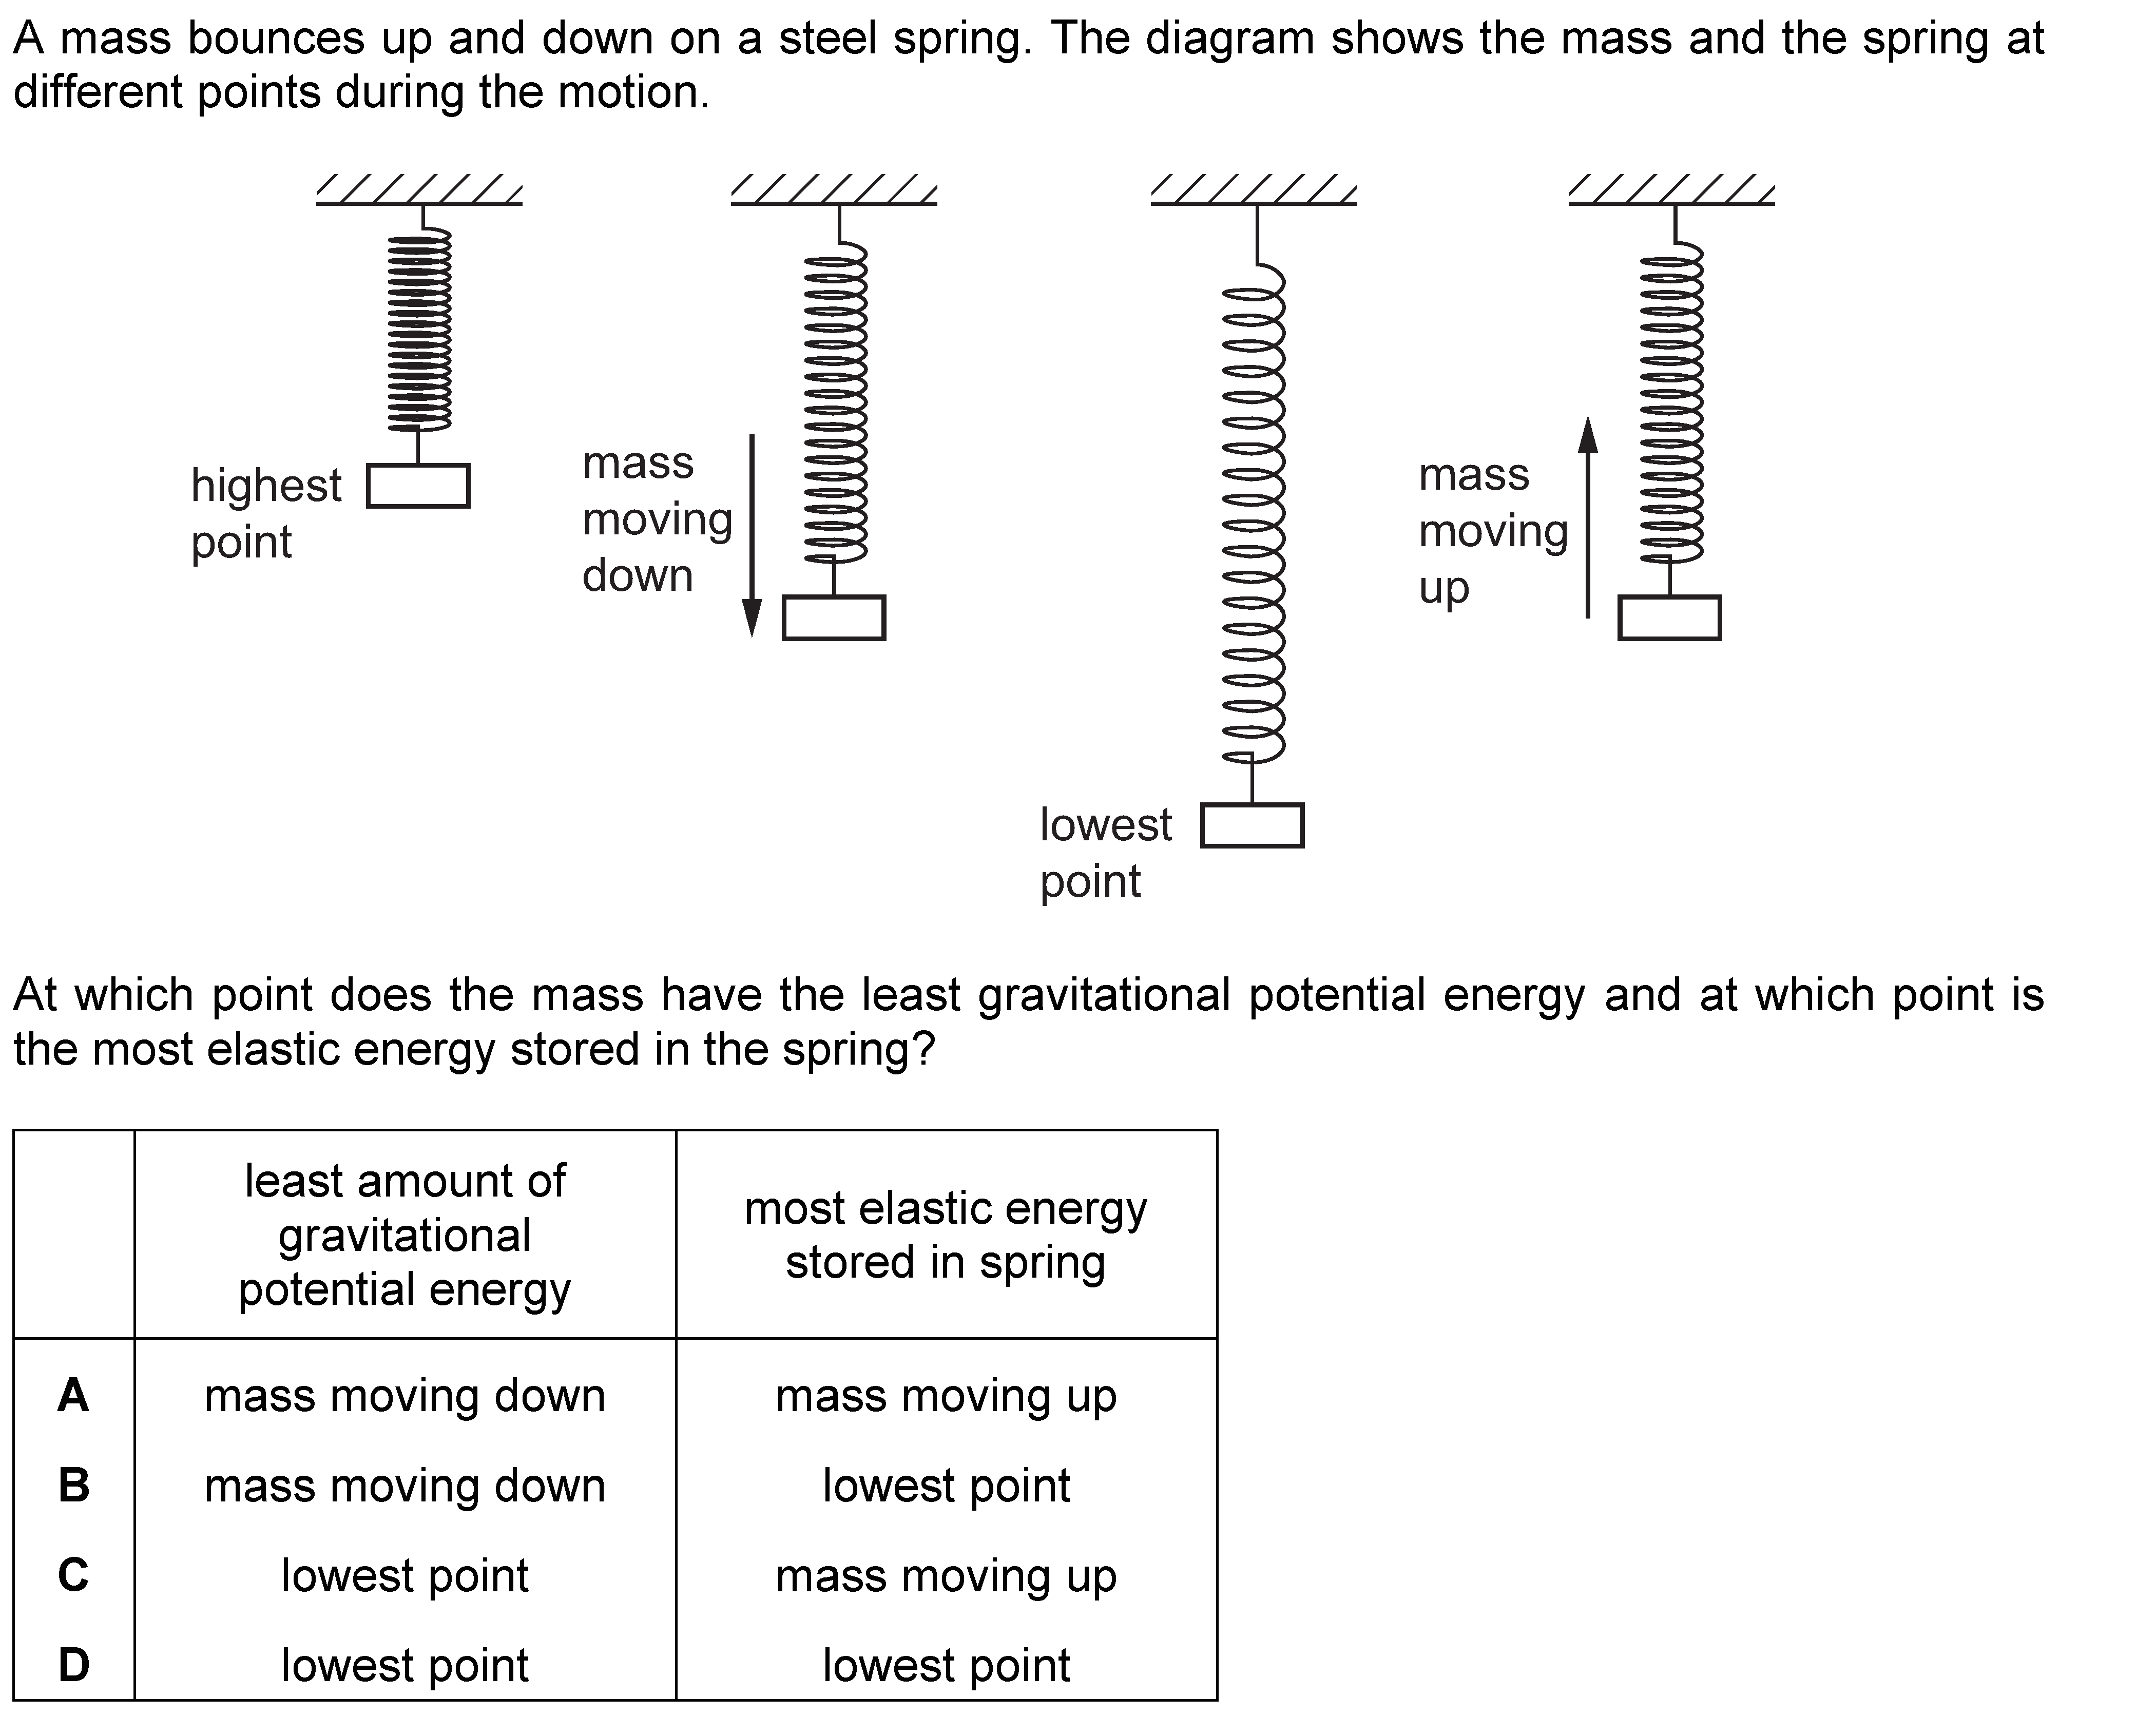 A mass bounces up and down on a steel spring. The diagram shows the mass and the spring at
different points during the motion.
highest
point
mass
moving
down
lowest
point
mass
moving
up
At which point does the mass have the least gravitational potential energy and at which point is
the most elastic energy stored in the spring?
least amount of
gravitational
potential energy
most elastic energy
stored in spring
A mass moving down mass moving up
B mass moving down lowest point
C lowest point mass moving up
D lowest point lowest point